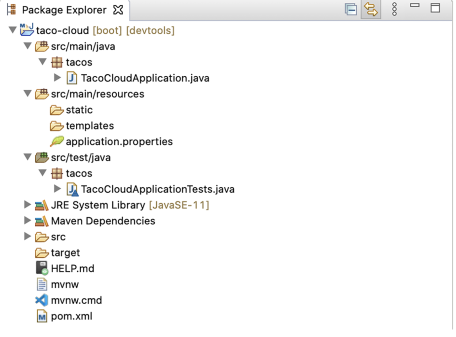 Package Explorer
taco-cloud [boot] [devtools]
src/main/java
tacos
TacoCloudApplication.java
src/main/resources
static
templates
application.properties
src/test/java
tacos
TacoCloudApplicationTests.java
JRE System Library [JavaSE-11]
Maven Dependencies
src
target
HELP.md
mvnw
mvnw.cmd
pom.xml